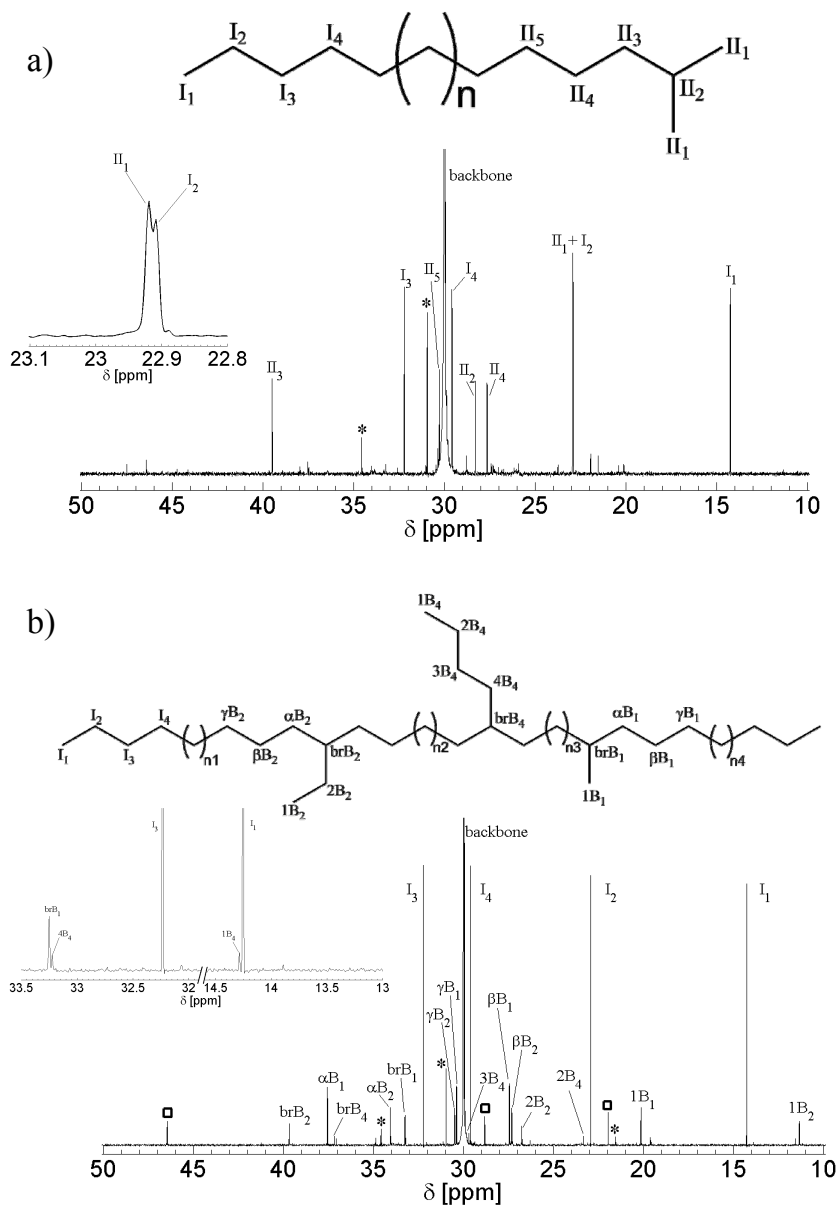 a)
I₂ I₄ II₅ II₃ II₁
I₁ I₃ n II₄ II₂
II₁
II₁ I₂
23.1 23 22.9 22.8
δ [ppm]
backbone
II₁ + I₂
I₃ II₅ I₄ I₁
*
II₃ II₂ II₄
*
50 45 40 35 30 25 20 15 10
δ [ppm]
b)
1B₄
2B₄
3B₄ 4B₄
I₂ I₄ γB₂ αB₂ brB₄ αB₁ γB₁
I₁ I₃ n1 βB₂ brB₂ n2 n3 brB₁ βB₁ n4
2B₂ 1B₁
1B₂
I₃ I₁
brB₁
4B₄ 1B₄
33.5 33 32.5 32 14.5 14 13.5 13
δ [ppm]
backbone
I₃ I₄ I₂ I₁
γB₁ βB₁
γB₂ βB₂
*
αB₁ αB₂ brB₁ 3B₄ 2B₄ 1B₁
brB₂ brB₄ * 2B₂ * 1B₂
50 45 40 35 30 25 20 15 10
δ [ppm]